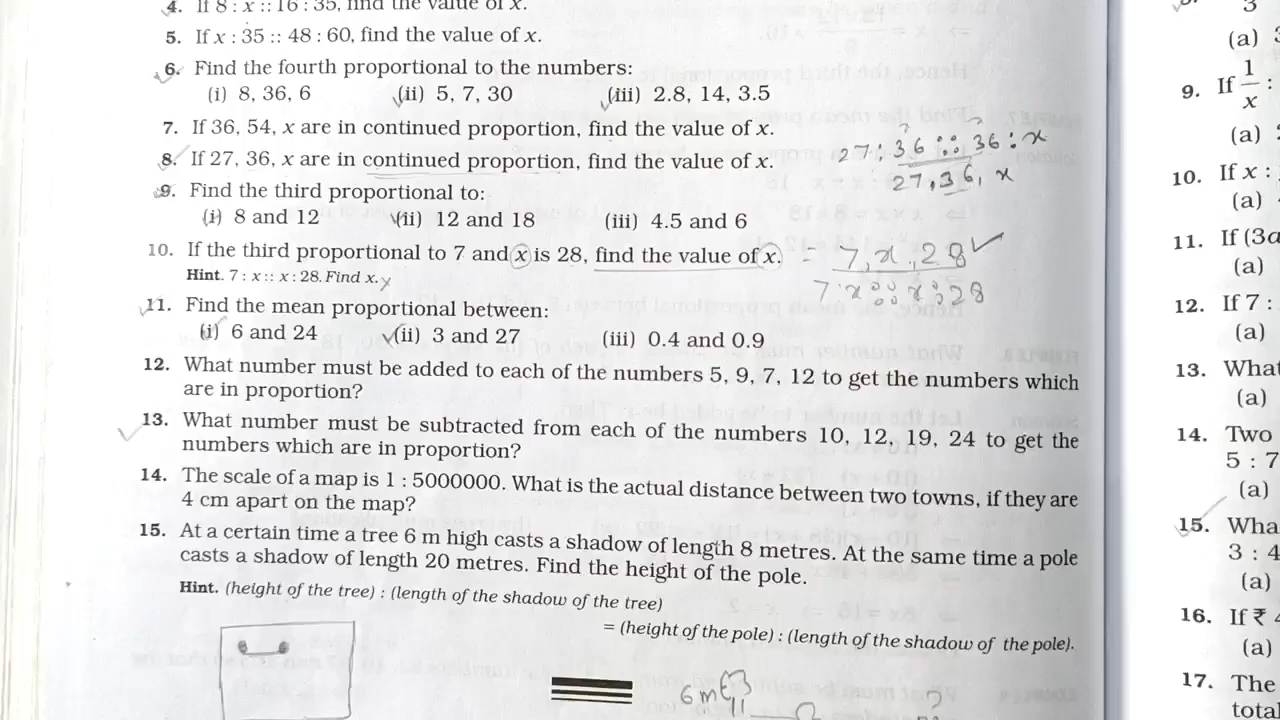 4. If 8 : x :: 16 : 35, find the value of x.
5. If x : 35 :: 48 : 60, find the value of x.
6. Find the fourth proportional to the numbers:
(i) 8, 36, 6 (ii) 5, 7, 30 (iii) 2.8, 14, 3.5
7. If 36, 54, x are in continued proportion, find the value of x.
8. If 27, 36, x are in continued proportion, find the value of x.
27 : 36 :: 36 : x
27, 36, x
9. Find the third proportional to:
(i) 8 and 12 (ii) 12 and 18 (iii) 4.5 and 6
10. If the third proportional to 7 and x is 28, find the value of x. = 7, x, 28
Hint. 7 : x :: x : 28. Find x. 7 : x :: x : 28
11. Find the mean proportional between:
(i) 6 and 24 (ii) 3 and 27 (iii) 0.4 and 0.9
12. What number must be added to each of the numbers 5, 9, 7, 12 to get the numbers which
are in proportion?
13. What number must be subtracted from each of the numbers 10, 12, 19, 24 to get the
numbers which are in proportion?
14. The scale of a map is 1 : 5000000. What is the actual distance between two towns, if they are
4 cm apart on the map?
15. At a certain time a tree 6 m high casts a shadow of length 8 metres. At the same time a pole
casts a shadow of length 20 metres. Find the height of the pole.
Hint. (height of the tree) : (length of the shadow of the tree)
= (height of the pole) : (length of the shadow of the pole).
6 m
?
3
(a)
9. If 1/x :
(a)
10. If x :
(a)
11. If (3a
(a)
12. If 7 :
(a)
13. What
(a)
14. Two
5 : 7
(a)
15. Wha
3 : 4
(a)
16. If ₹
(a)
17. The
total